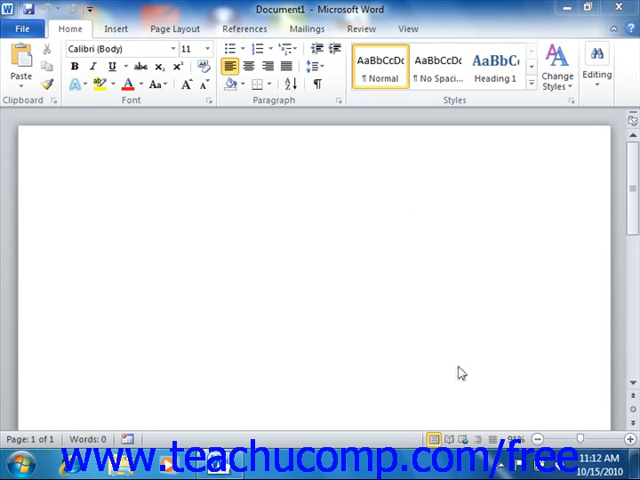 Document1 - Microsoft Word
File Home Insert Page Layout References Mailings Review View
Calibri (Body) 11
AaBbCcDc AaBbCcDc AaBbCc
¶ Normal ¶ No Spaci... Heading 1
Paste
Change Styles
Editing
Clipboard Font Paragraph Styles
Page: 1 of 1 Words: 0 91%
www.teachucomp.com/free
11:12 AM
10/15/2010